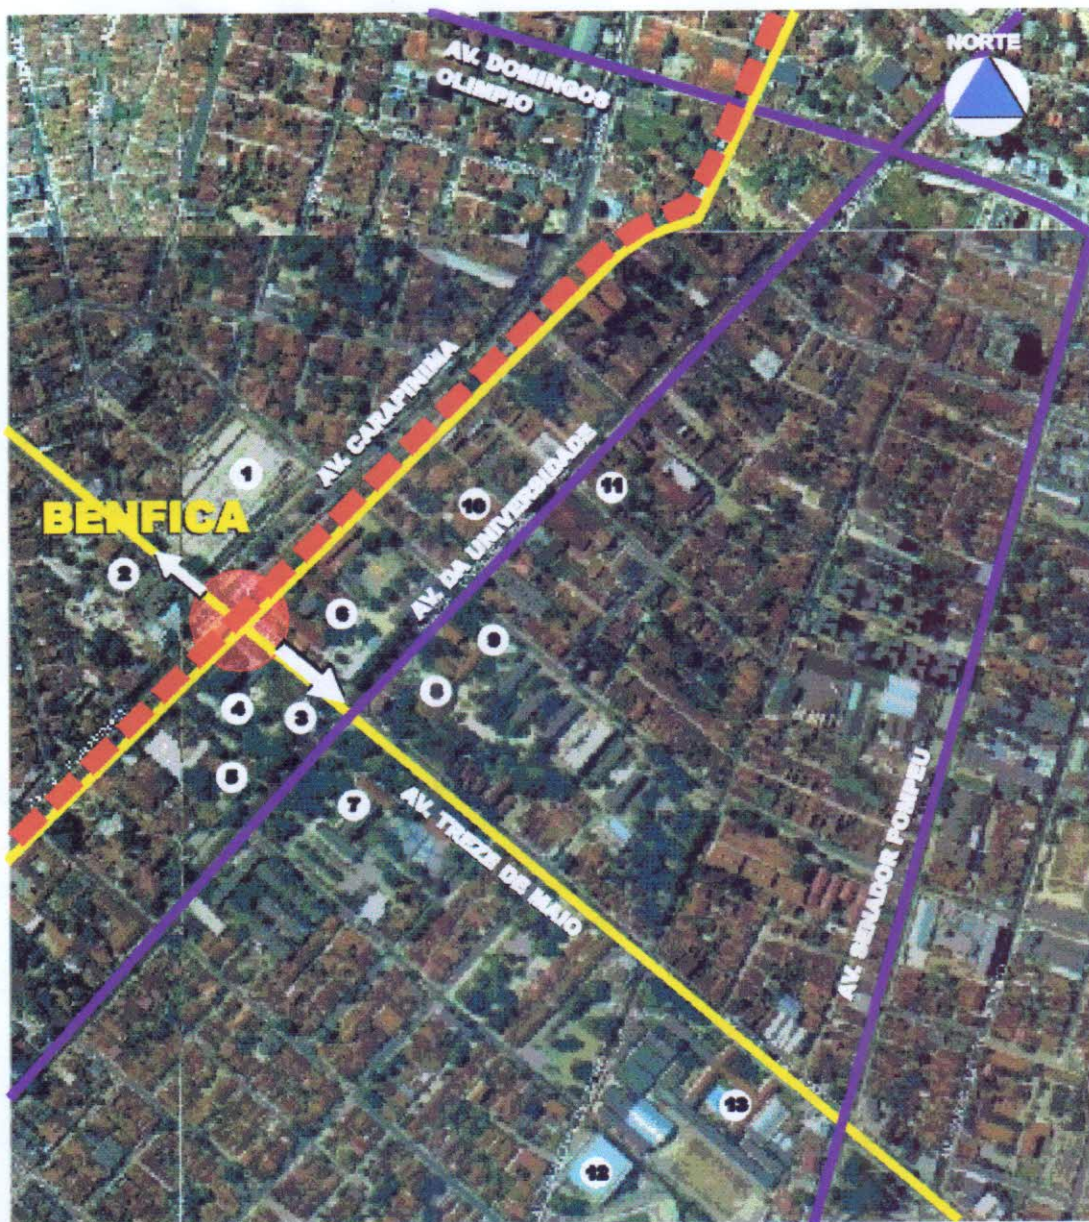 NORTE
AV. DOMINGOS
OLIMPIO
AV. CARAPINIMA
AV. DA UNIVERSIDADE
1
BENFICA
2
10
11
6
9
8
4
3
5
7
AV. TREZE DE MAIO
AV. SENADOR POMPEU
13
12